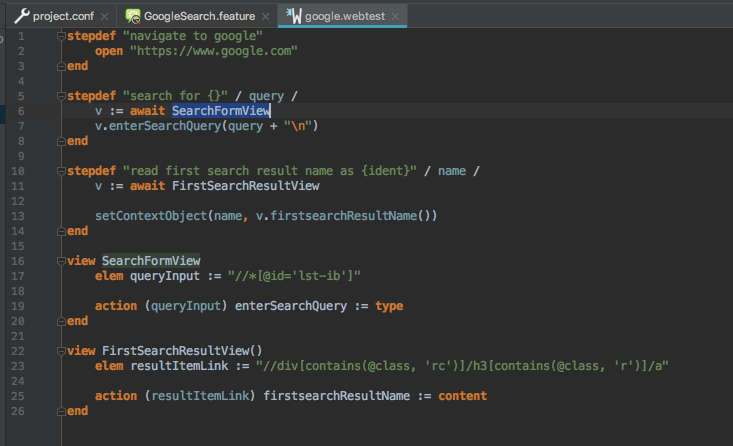 project.conf
GoogleSearch.feature
google.webtest
1 stepdef "navigate to google"
2 open "https://www.google.com"
3 end
4
5 stepdef "search for {}" / query /
6 v := await SearchFormView
7 v.enterSearchQuery(query + "\n")
8 end
9
10 stepdef "read first search result name as {ident}" / name /
11 v := await FirstSearchResultView
12
13 setContextObject(name, v.firstsearchResultName())
14 end
15
16 view SearchFormView
17 elem queryInput := "//*[@id='lst-ib']"
18
19 action (queryInput) enterSearchQuery := type
20 end
21
22 view FirstSearchResultView()
23 elem resultItemLink := "//div[contains(@class, 'rc')]/h3[contains(@class, 'r')]/a"
24
25 action (resultItemLink) firstsearchResultName := content
26 end